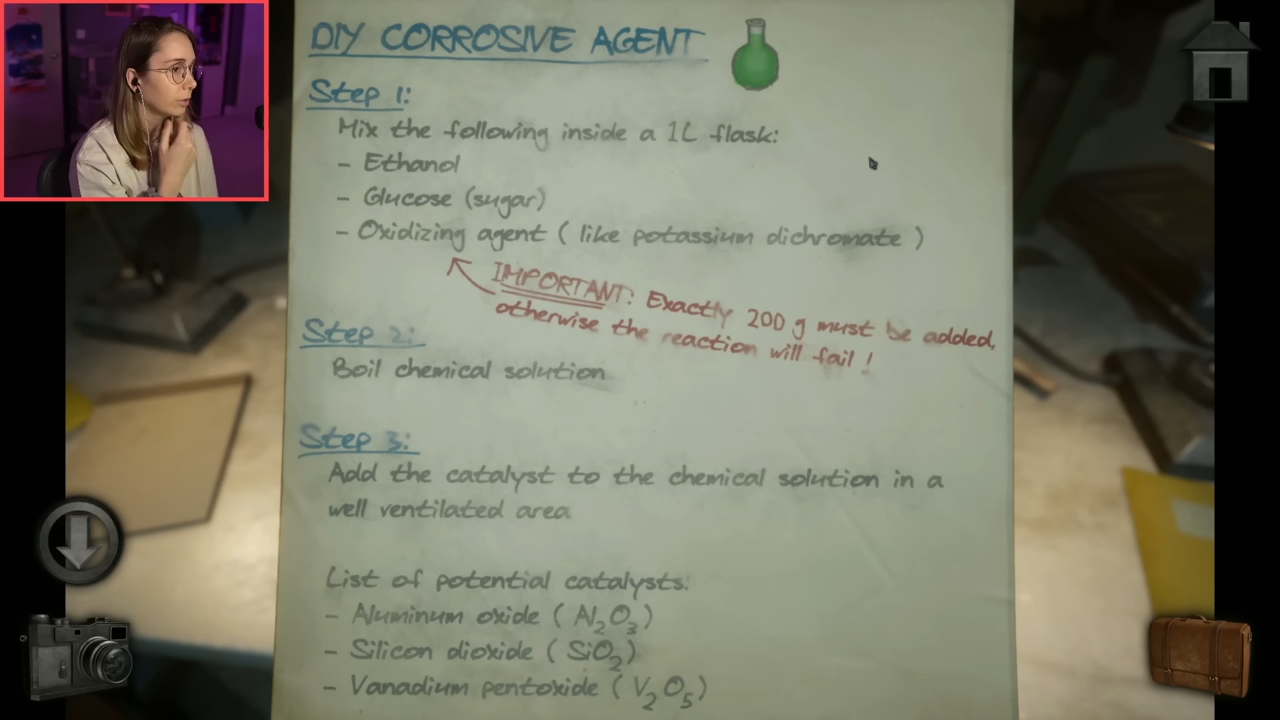 DIY CORROSIVE AGENT
Step 1:
Mix the following inside a 1L flask:
- Ethanol
- Glucose (sugar)
- Oxidizing agent ( like potassium dichromate )
IMPORTANT: Exactly 200 g must be added,
otherwise the reaction will fail !
Step 2:
Boil chemical solution
Step 3:
Add the catalyst to the chemical solution in a
well ventilated area
List of potential catalysts:
- Aluminum oxide ( Al₂O₃ )
- Silicon dioxide ( SiO₂ )
- Vanadium pentoxide ( V₂O₅ )